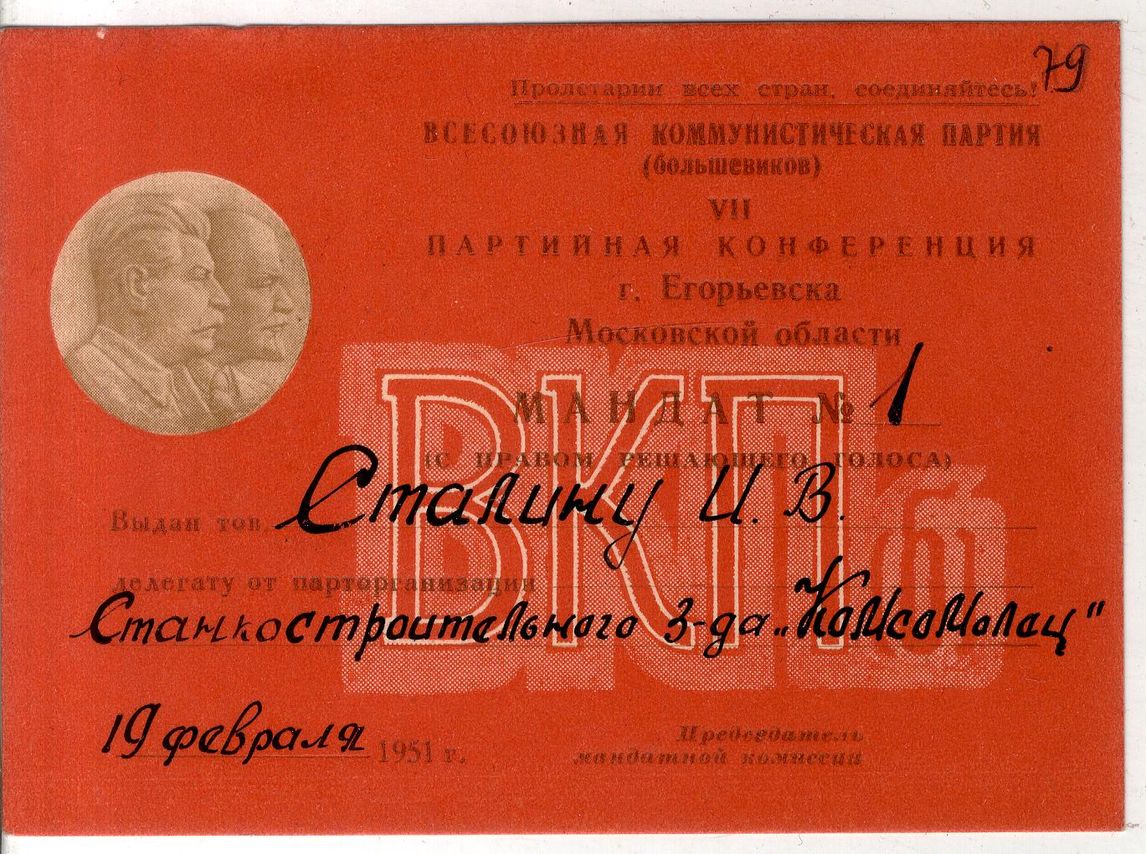 79
Пролетарии всех стран, соединяйтесь!
ВСЕСОЮЗНАЯ КОММУНИСТИЧЕСКАЯ ПАРТИЯ
(большевиков)
VII
ПАРТИЙНАЯ КОНФЕРЕНЦИЯ
г. Егорьевска
Московской области
МАНДАТ № 1
(С ПРАВОМ РЕШАЮЩЕГО ГОЛОСА)
ВКП(б)
Выдан тов. Сталину И. В.
делегату от парторганизации
Станкостроительного з-да „Комсомолец"
19 февраля 1951 г.
Председатель
мандатной комиссии